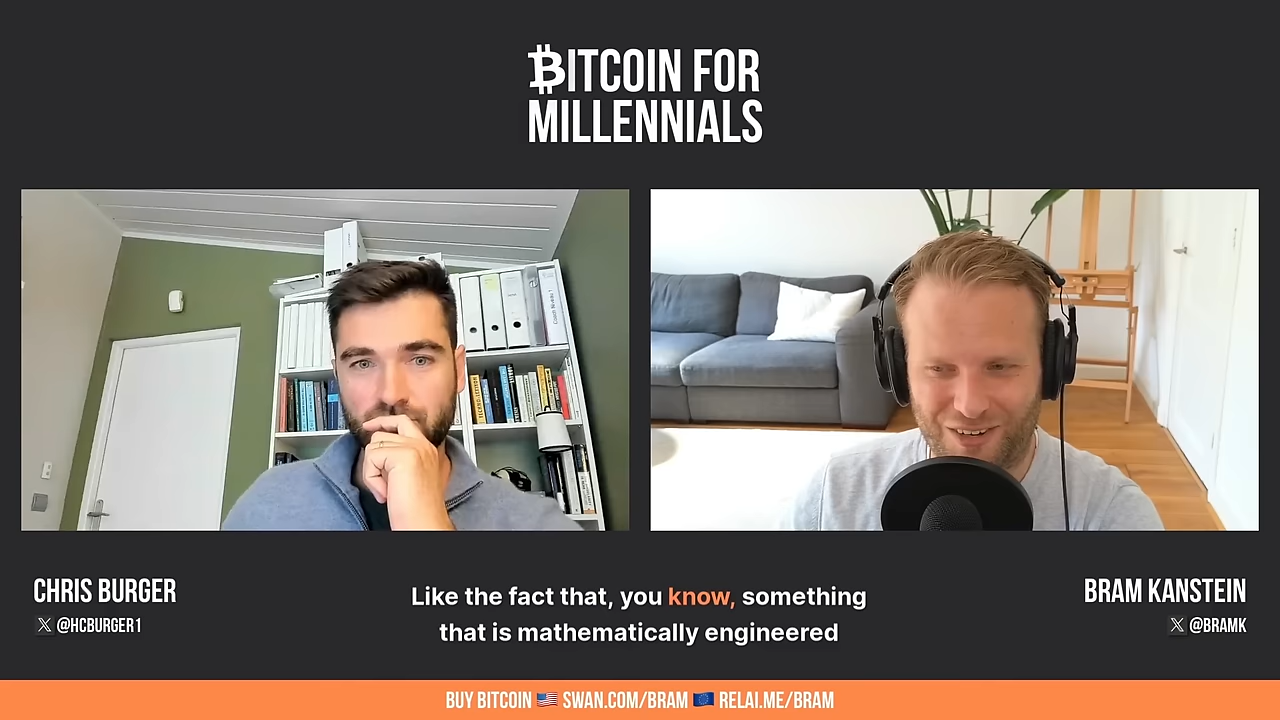 ₿ITCOIN FOR
MILLENNIALS
CHRIS BURGER
𝕏 @HCBURGER1
Like the fact that, you know, something
that is mathematically engineered
BRAM KANSTEIN
𝕏 @BRAMK
BUY BITCOIN 🇺🇸 SWAN.COM/BRAM 🇪🇺 RELAI.ME/BRAM